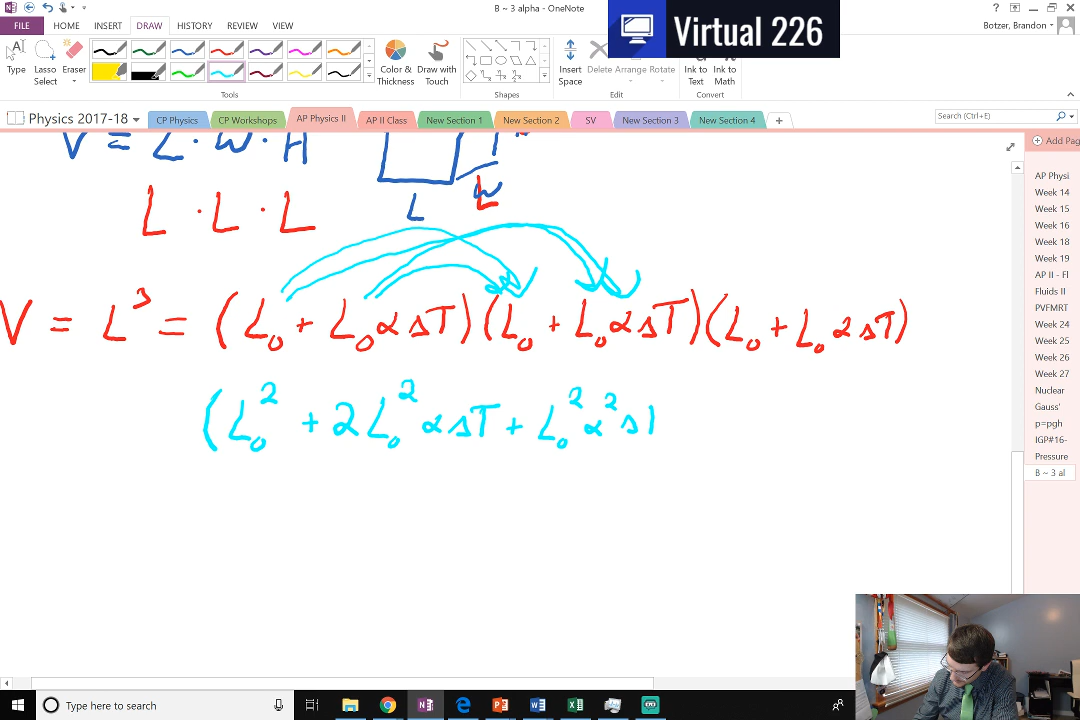 B ~ 3 alpha - OneNote
Virtual 226
FILE HOME INSERT DRAW HISTORY REVIEW VIEW
Botzer, Brandon
Type Lasso Select Eraser
Color & Thickness Draw with Touch
Insert Space Delete Arrange Rotate
Ink to Text Ink to Math
Tools Shapes Edit Convert
Physics 2017-18 CP Physics CP Workshops AP Physics II AP II Class New Section 1 New Section 2 SV New Section 3 New Section 4 +
Search (Ctrl+E)
Add Pag
AP Physi
Week 14
Week 15
Week 16
Week 18
Week 19
AP II - Fl
Fluids II
PVFMRT
Week 24
Week 25
Week 26
Week 27
Nuclear
Gauss'
p=pgh
IGP#16-
Pressure
B ~ 3 al
V = L · W · H
W
L
L
L · L · L
V = L³ = (L₀ + L₀αΔT)(L₀ + L₀αΔT)(L₀ + L₀αΔT)
(L₀² + 2L₀²αΔT + L₀²α²Δ
Type here to search